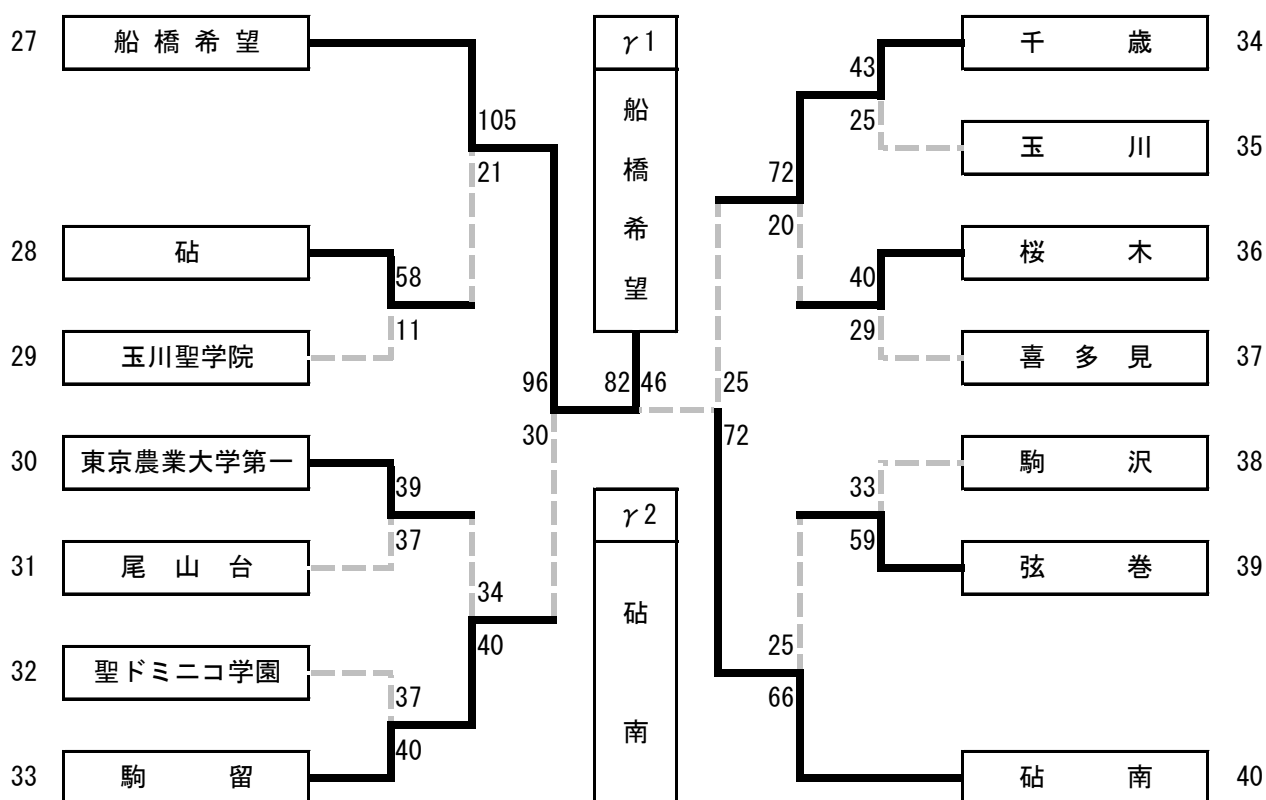 27 船橋希望
105
21
28 砧
58
11
29 玉川聖学院
96
30
30 東京農業大学第一
39
37
31 尾山台
34
40
32 聖ドミニコ学園
37
40
33 駒留
γ1
船橋希望
82 46
γ2
砧南
千歳 34
43
25
玉川 35
72
20
桜木 36
40
29
喜多見 37
25
72
駒沢 38
33
59
弦巻 39
25
66
砧南 40